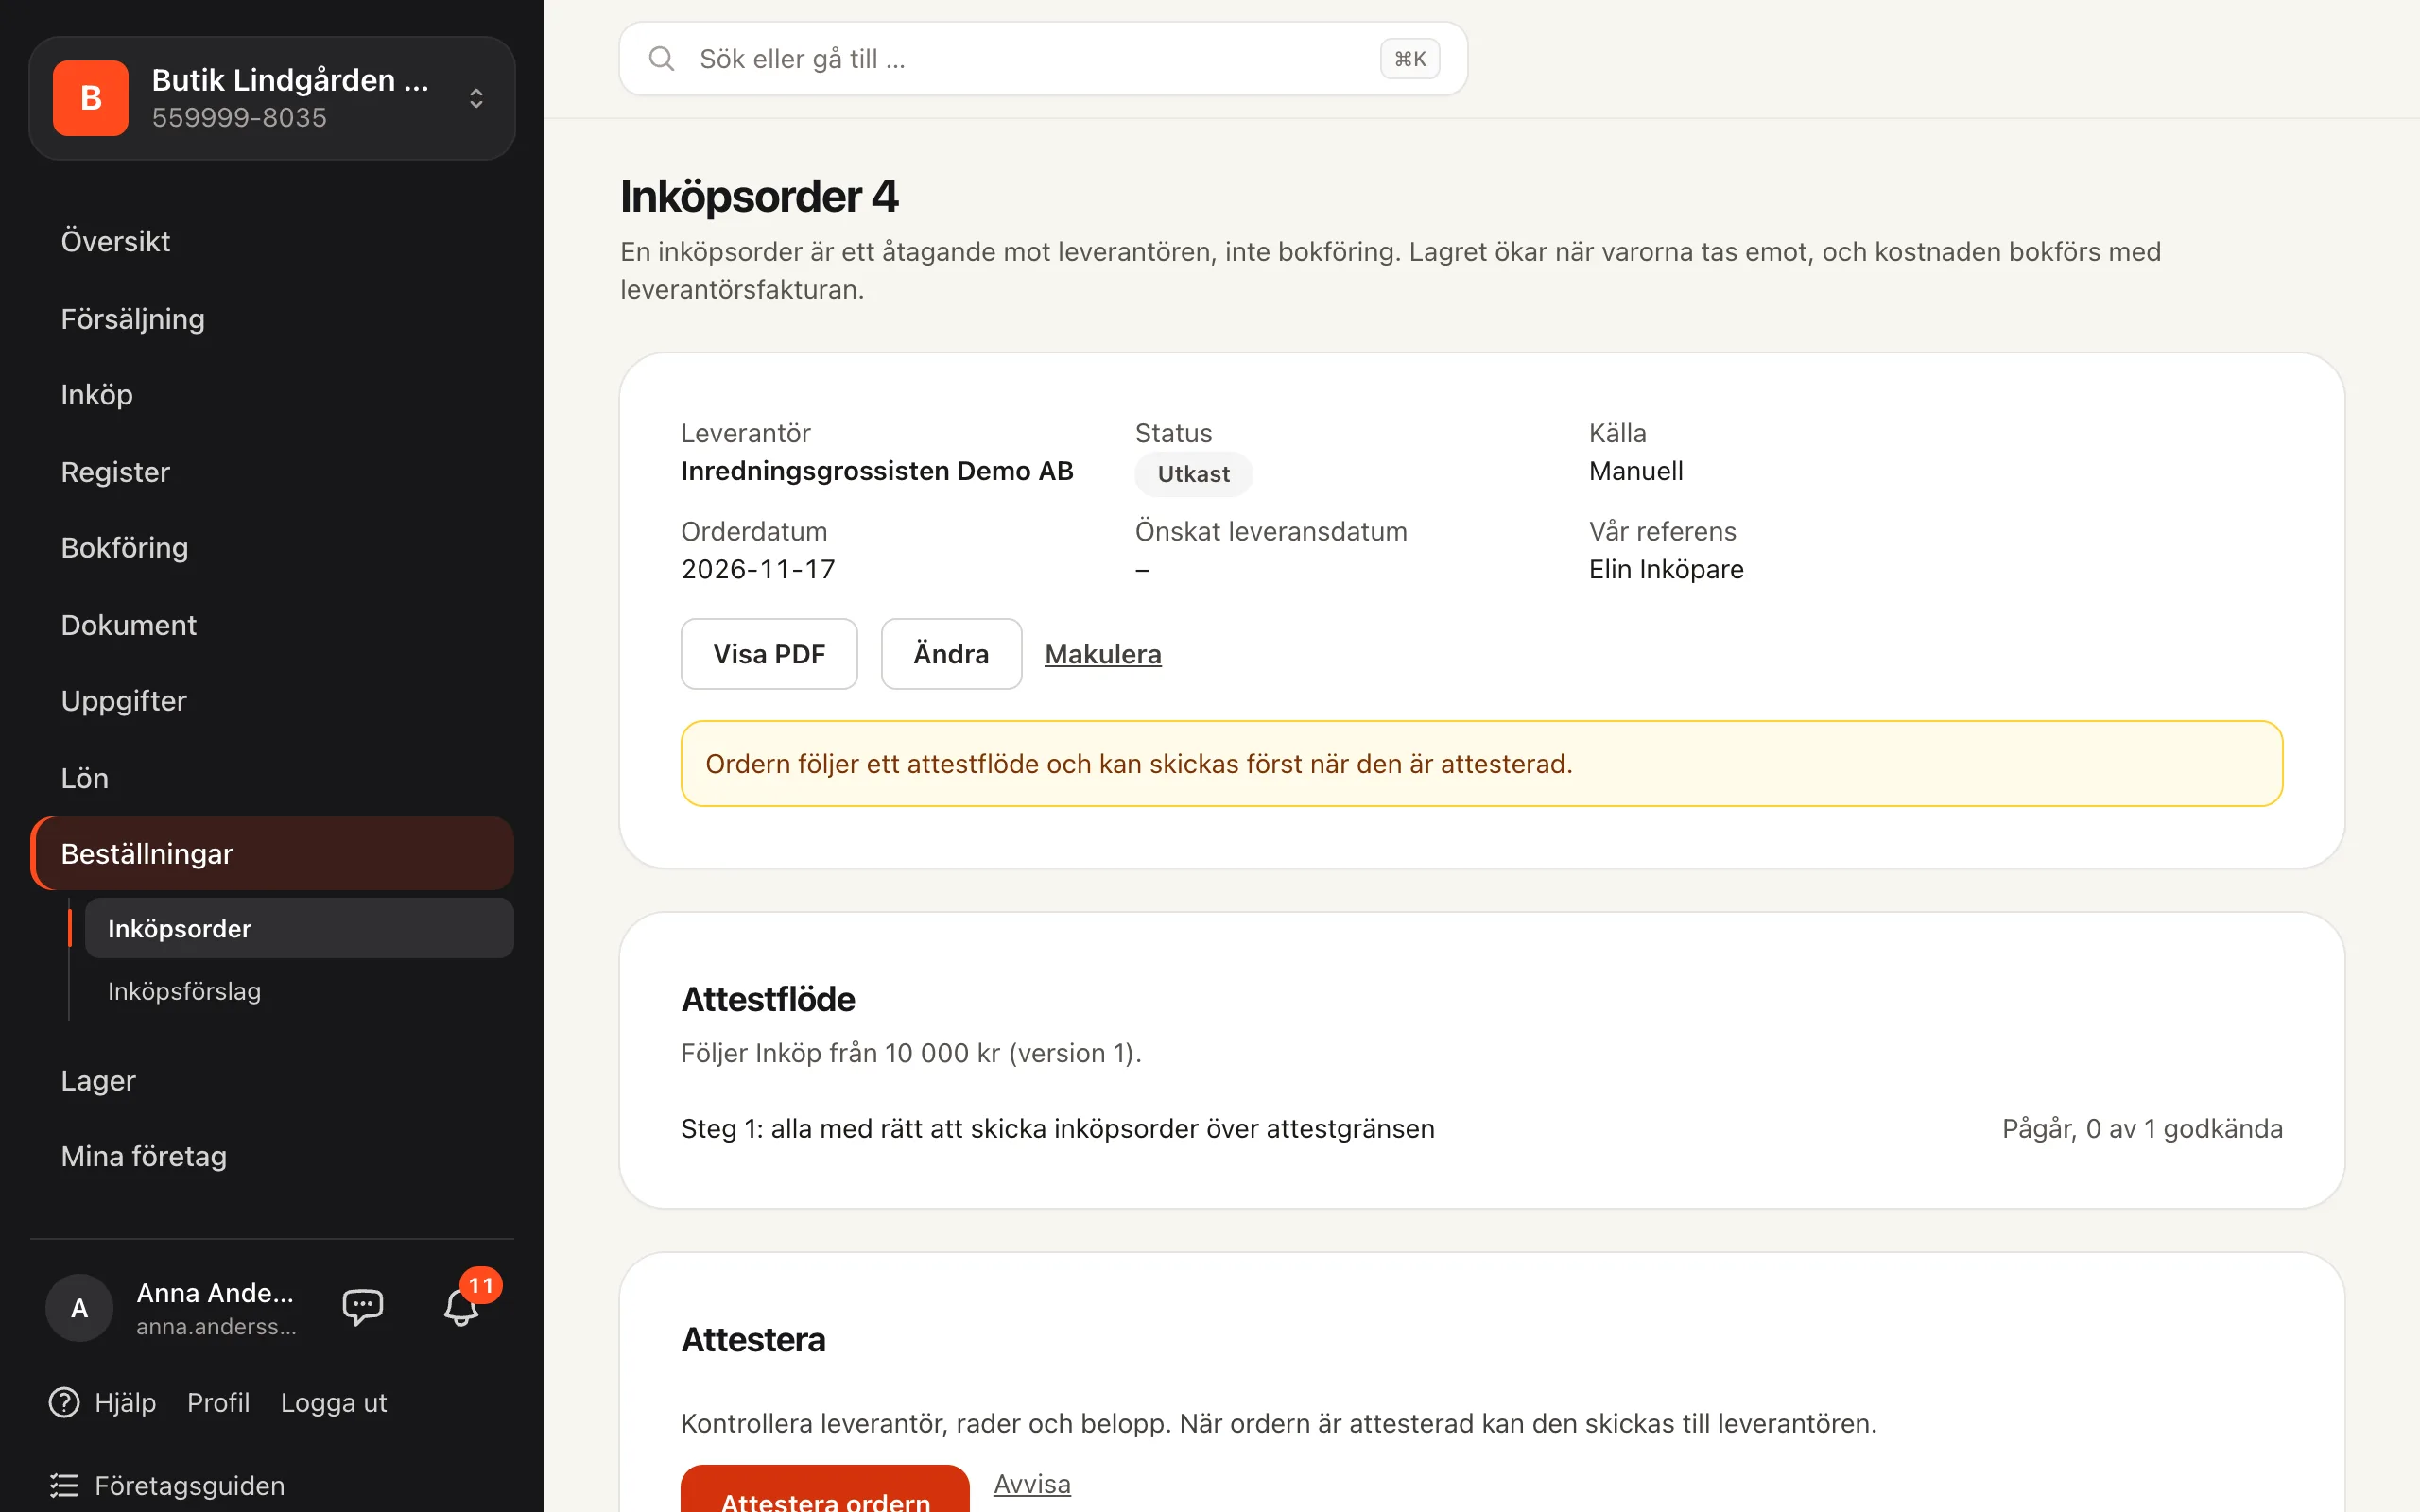 B
Butik Lindgården ...
559999-8035
Översikt
Försäljning
Inköp
Register
Bokföring
Dokument
Uppgifter
Lön
Beställningar
Inköpsorder
Inköpsförslag
Lager
Mina företag
A
Anna Ande...
anna.anderss...
11
Hjälp
Profil
Logga ut
Företagsguiden
Sök eller gå till ...
⌘K
Inköpsorder 4
En inköpsorder är ett åtagande mot leverantören, inte bokföring. Lagret ökar när varorna tas emot, och kostnaden bokförs med
leverantörsfakturan.
Leverantör
Inredningsgrossisten Demo AB
Status
Utkast
Källa
Manuell
Orderdatum
2026-11-17
Önskat leveransdatum
–
Vår referens
Elin Inköpare
Visa PDF
Ändra
Makulera
Ordern följer ett attestflöde och kan skickas först när den är attesterad.
Attestflöde
Följer Inköp från 10 000 kr (version 1).
Steg 1: alla med rätt att skicka inköpsorder över attestgränsen
Pågår, 0 av 1 godkända
Attestera
Kontrollera leverantör, rader och belopp. När ordern är attesterad kan den skickas till leverantören.
Attestera ordern
Avvisa